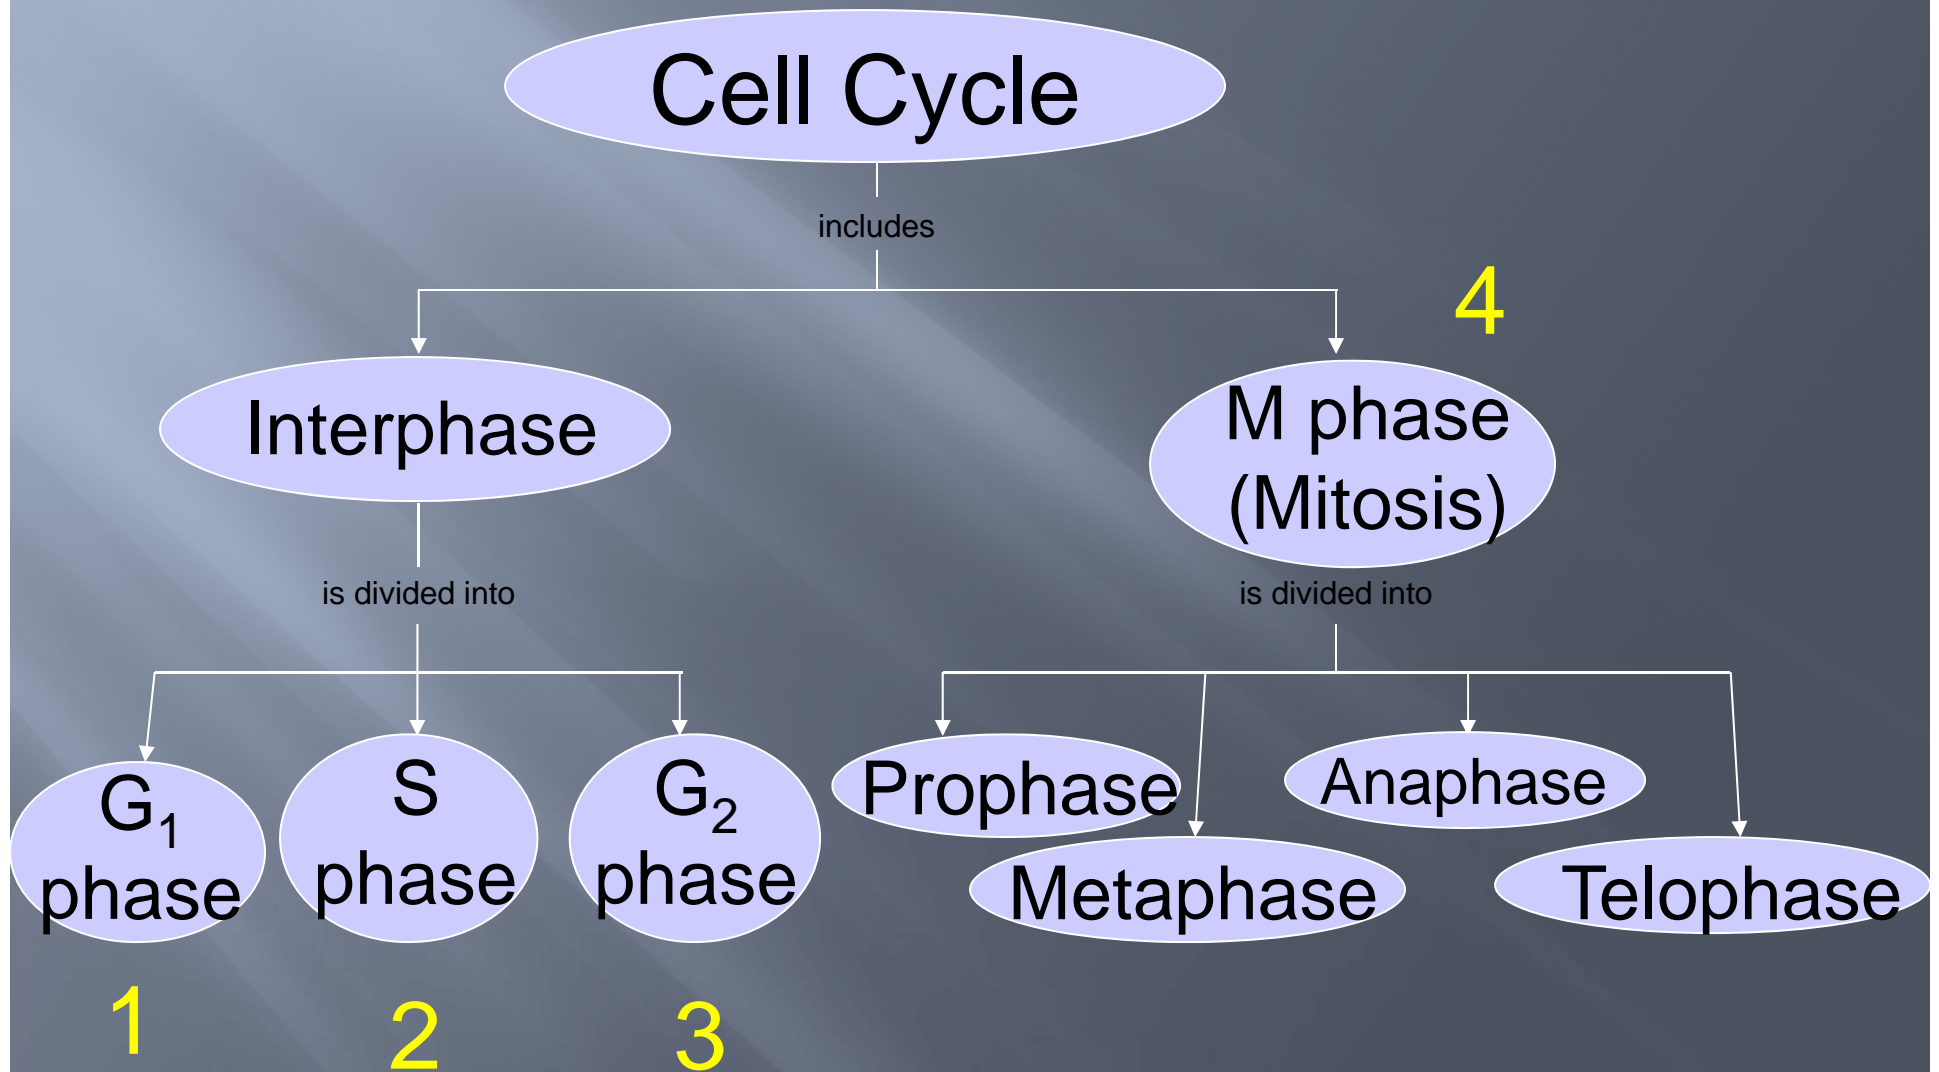 Cell Cycle
includes
4
Interphase
M phase
(Mitosis)
is divided into
is divided into
G₁
phase
S
phase
G₂
phase
Prophase
Anaphase
Metaphase
Telophase
1
2
3